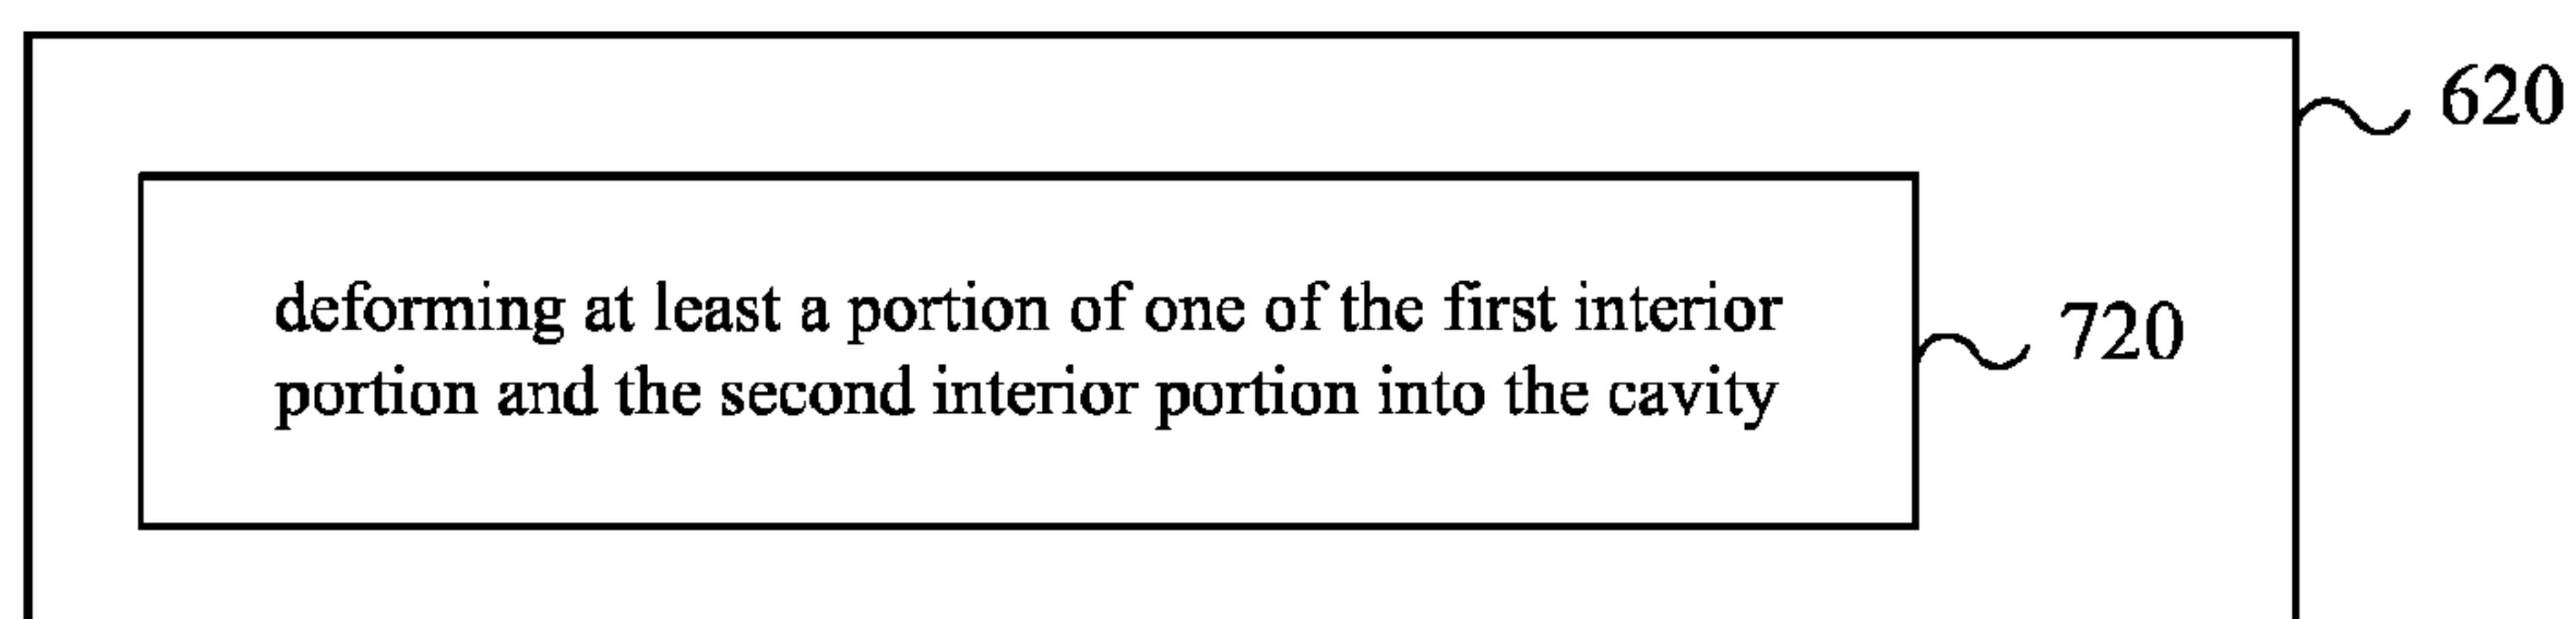 620
deforming at least a portion of one of the first interior
portion and the second interior portion into the cavity
720